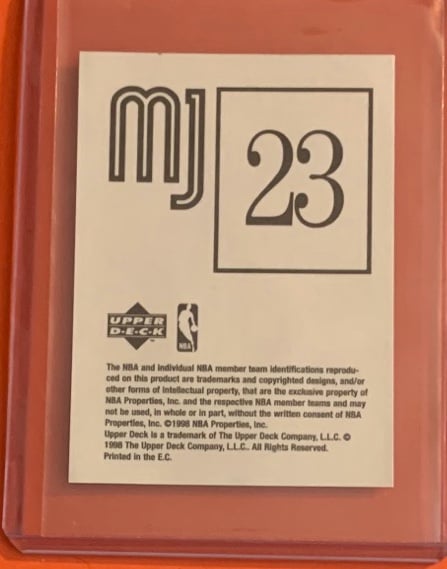 MJ
23
UPPER
D•E•C•K
NBA
The NBA and individual NBA member team identifications reprodu-
ced on this product are trademarks and copyrighted designs, and/or
other forms of intellectual property, that are the exclusive property of
NBA Properties, Inc. and the respective NBA member teams and may
not be used, in whole or in part, without the written consent of NBA
Properties, Inc. ©1998 NBA Properties, Inc.
Upper Deck is a trademark of The Upper Deck Company, L.L.C. ©
1998 The Upper Deck Company, L.L.C.. All Rights Reserved.
Printed in the E.C.